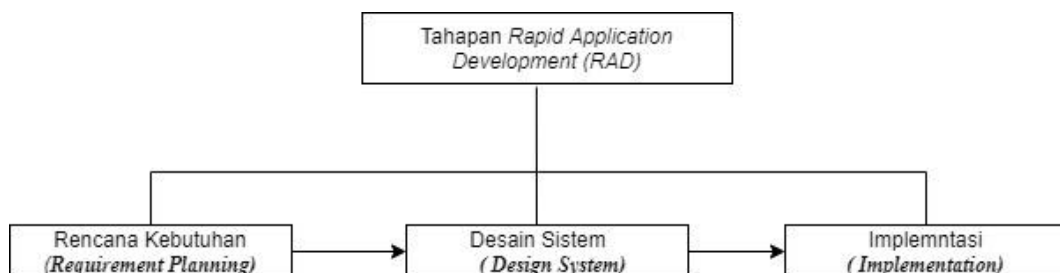 Tahapan Rapid Application
Development (RAD)
Rencana Kebutuhan
(Requirement Planning)
Desain Sistem
( Design System)
Implemntasi
( Implementation)